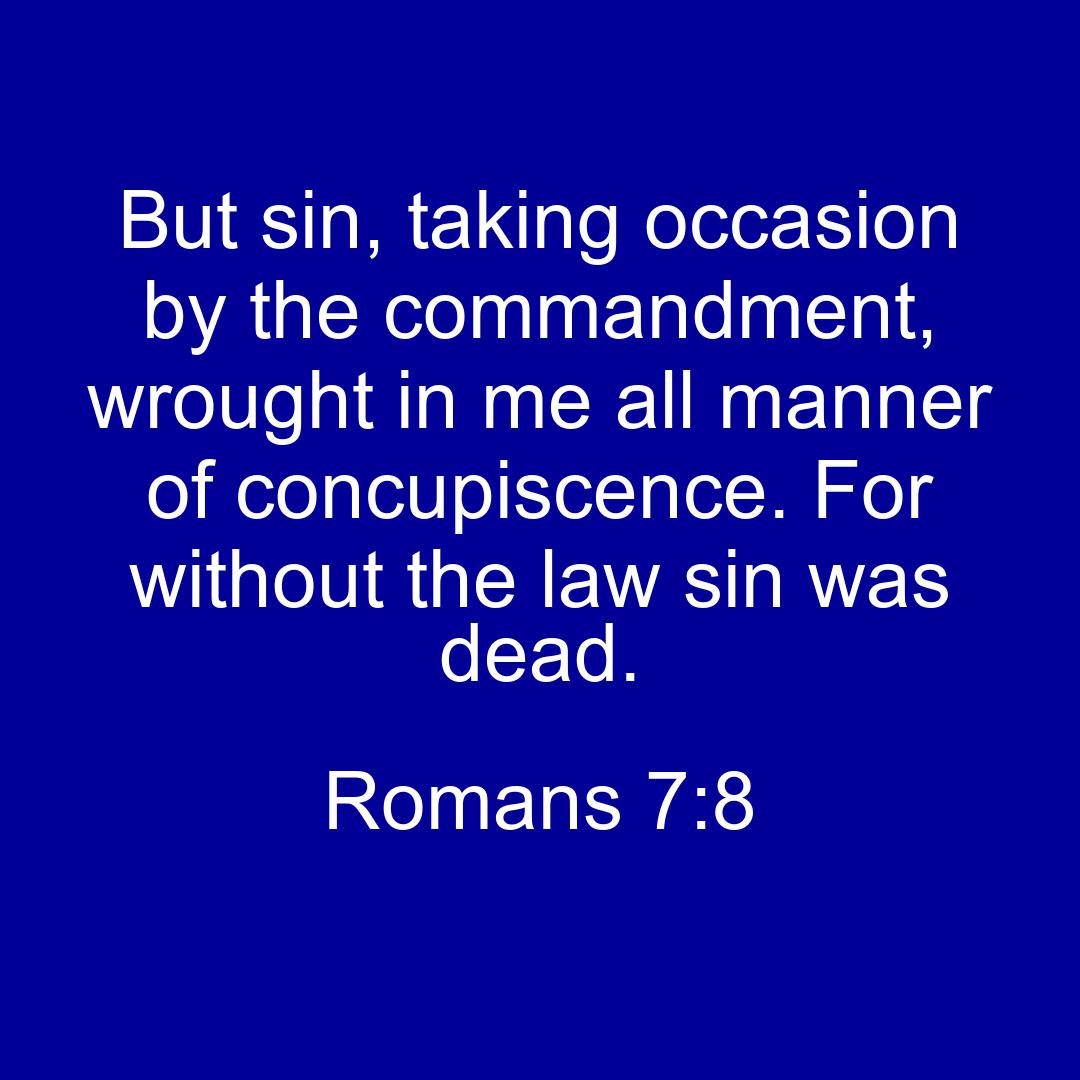 But sin, taking occasion
by the commandment,
wrought in me all manner
of concupiscence. For
without the law sin was
dead.
Romans 7:8